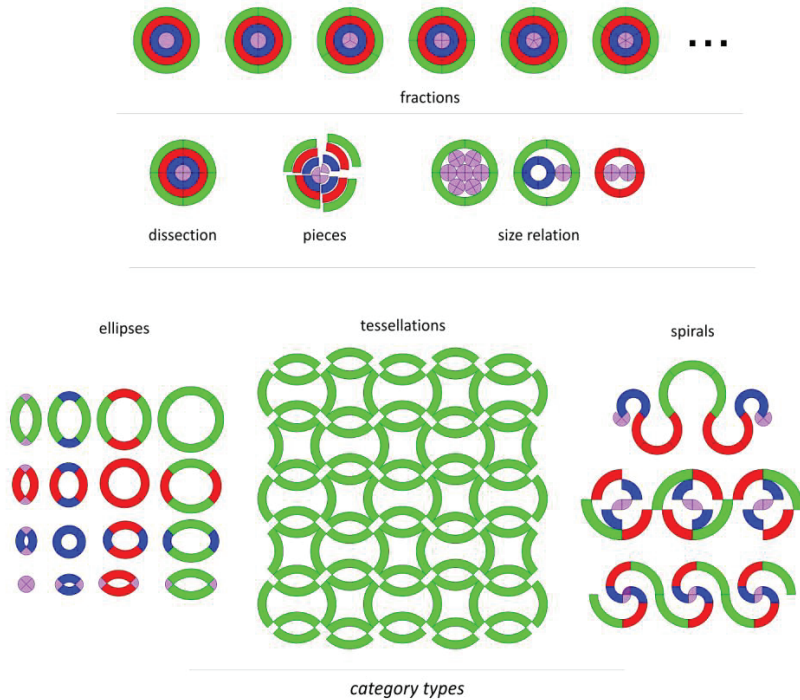 ...
fractions
dissection
pieces
size relation
ellipses
tessellations
spirals
category types